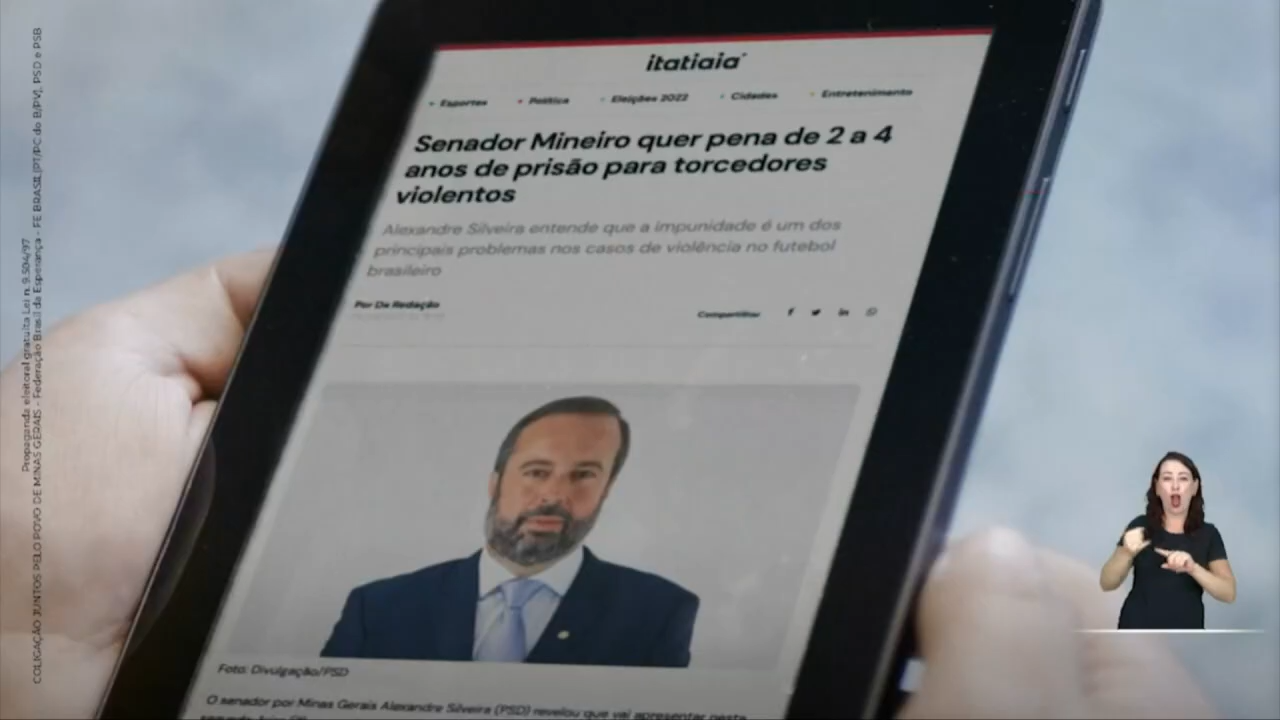 Propaganda eleitoral gratuita Lei n. 9.504/97
COLIGAÇÃO JUNTOS PELO POVO DE MINAS GERAIS - Federação Brasil da Esperança - FE BRASIL(PT/PC do B/PV), PSD e PSB
itatiaia
Esportes Política Eleições 2022 Cidades Entretenimento
Senador Mineiro quer pena de 2 a 4
anos de prisão para torcedores
violentos
Alexandre Silveira entende que a impunidade é um dos
principais problemas nos casos de violência no futebol
brasileiro
Por Da Redação
Compartilhar
Foto: Divulgação/PSD
O senador por Minas Gerais Alexandre Silveira (PSD) revelou que vai apresentar nesta